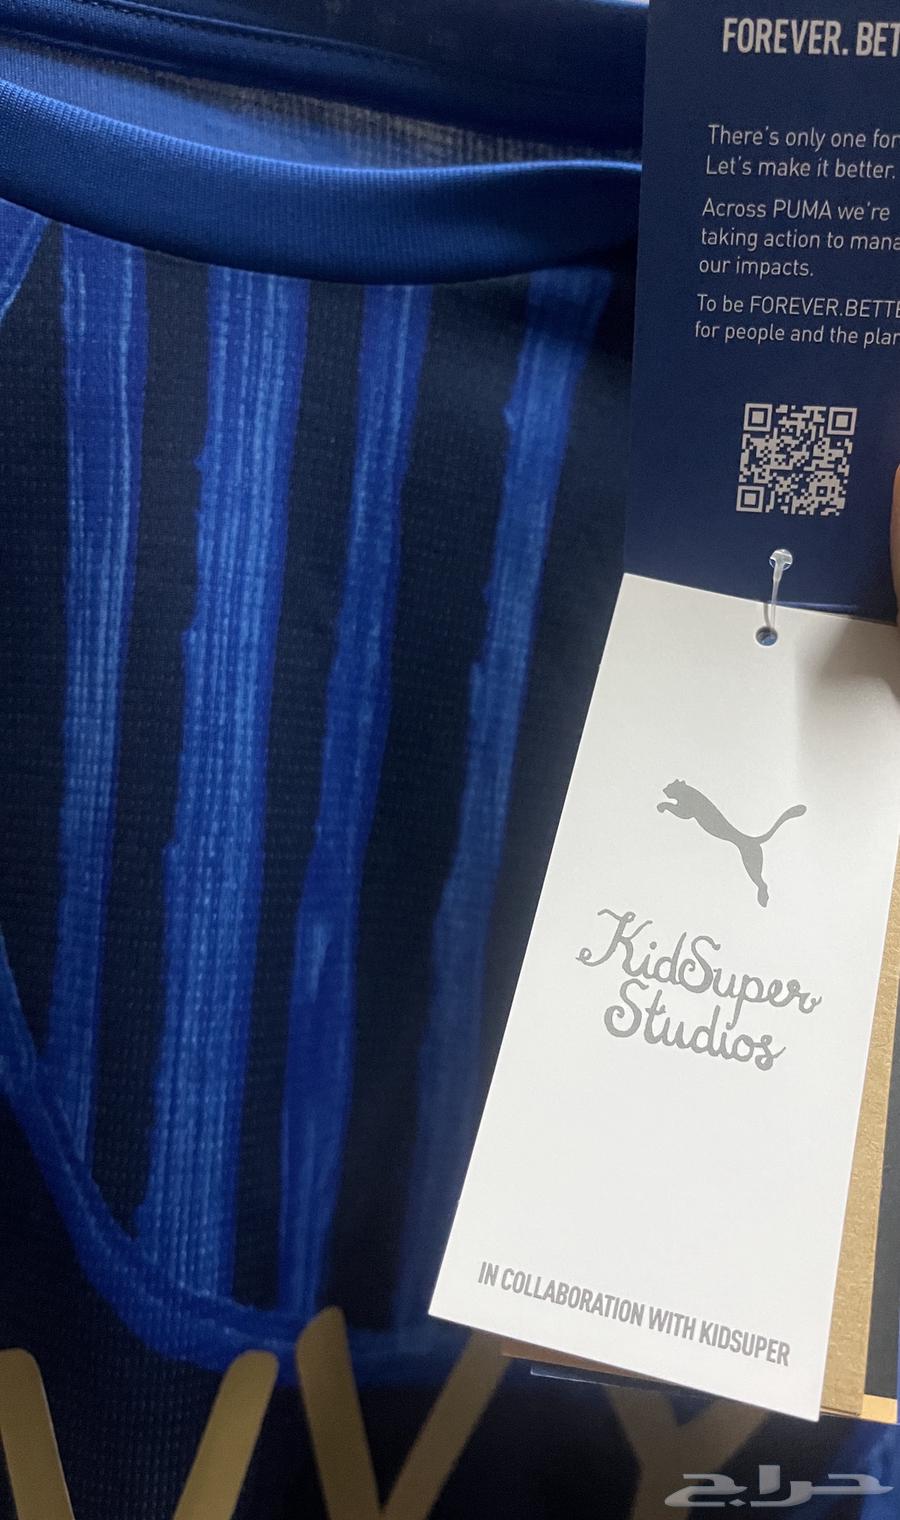 FOREVER. BET
There's only one for
Let's make it better.
Across PUMA we're
taking action to mana
our impacts.
To be FOREVER.BETTE
for people and the plan
KidSuper
Studios
IN COLLABORATION WITH KIDSUPER
حراج